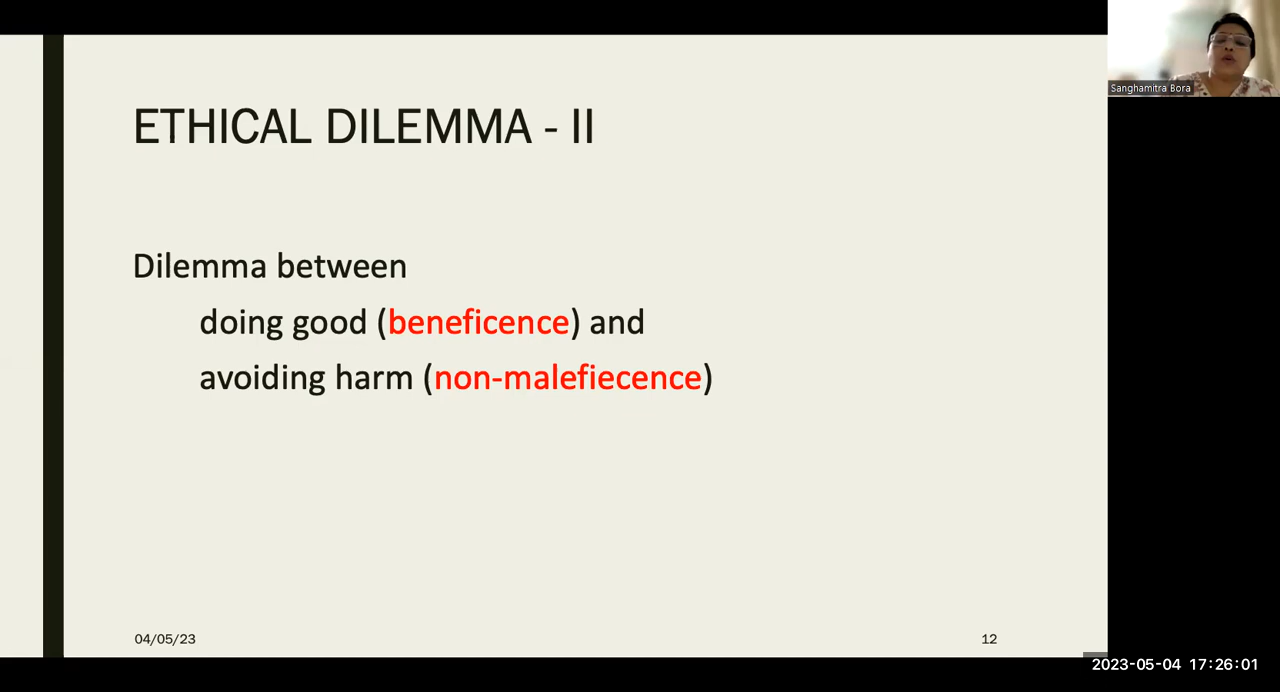 ETHICAL DILEMMA - II
Sanghamitra Bora
Dilemma between
doing good (beneficence) and
avoiding harm (non-malefiecence)
04/05/23
12
2023-05-04 17:26:01